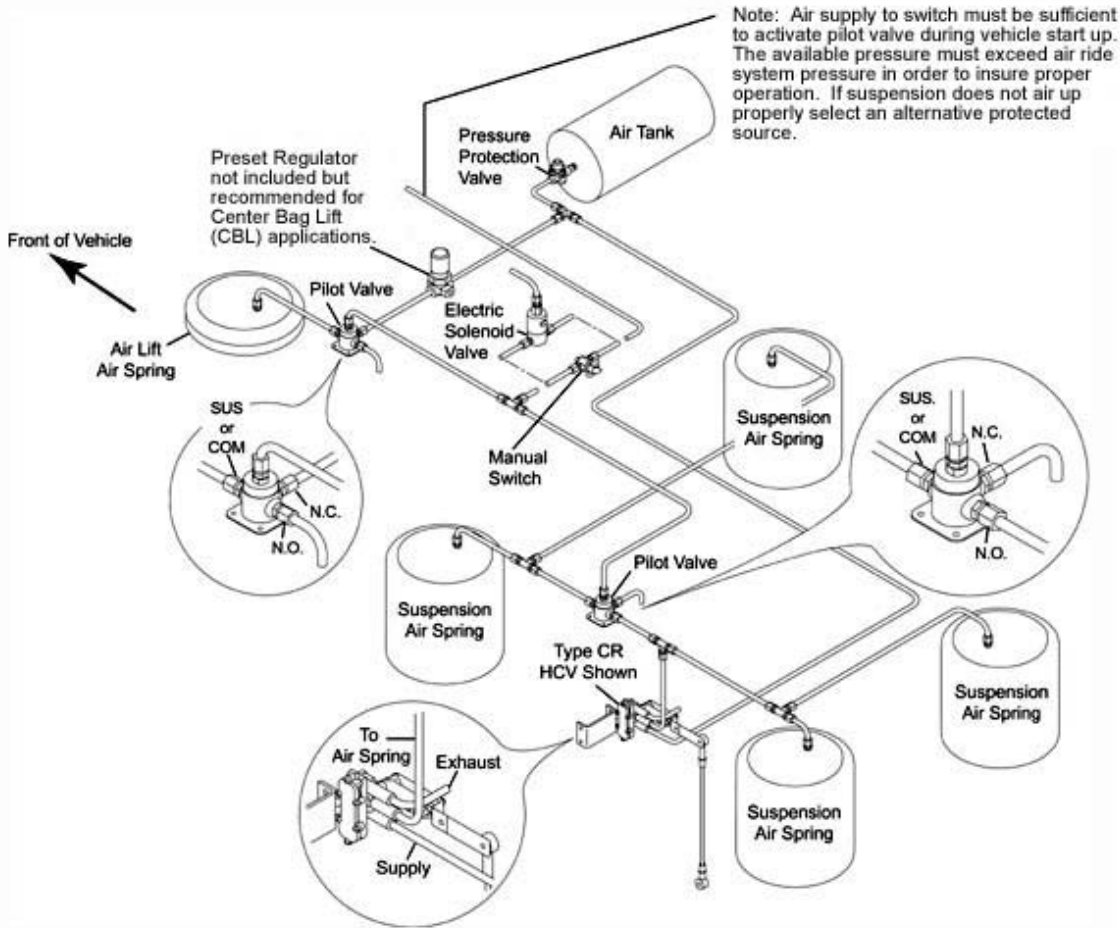 Note: Air supply to switch must be sufficient
to activate pilot valve during vehicle start up.
The available pressure must exceed air ride
system pressure in order to insure proper
operation. If suspension does not air up
properly select an alternative protected
source.
Air Tank
Pressure
Protection
Valve
Preset Regulator
not included but
recommended for
Center Bag Lift
(CBL) applications.
Front of Vehicle
Pilot Valve
Electric
Solenoid
Valve
Air Lift
Air Spring
SUS
or
COM
N.C.
N.O.
Manual
Switch
Suspension
Air Spring
SUS.
or
COM
N.C.
N.O.
Pilot Valve
Suspension
Air Spring
Type CR
HCV Shown
Suspension
Air Spring
To
Air Spring
Exhaust
Supply
Suspension
Air Spring